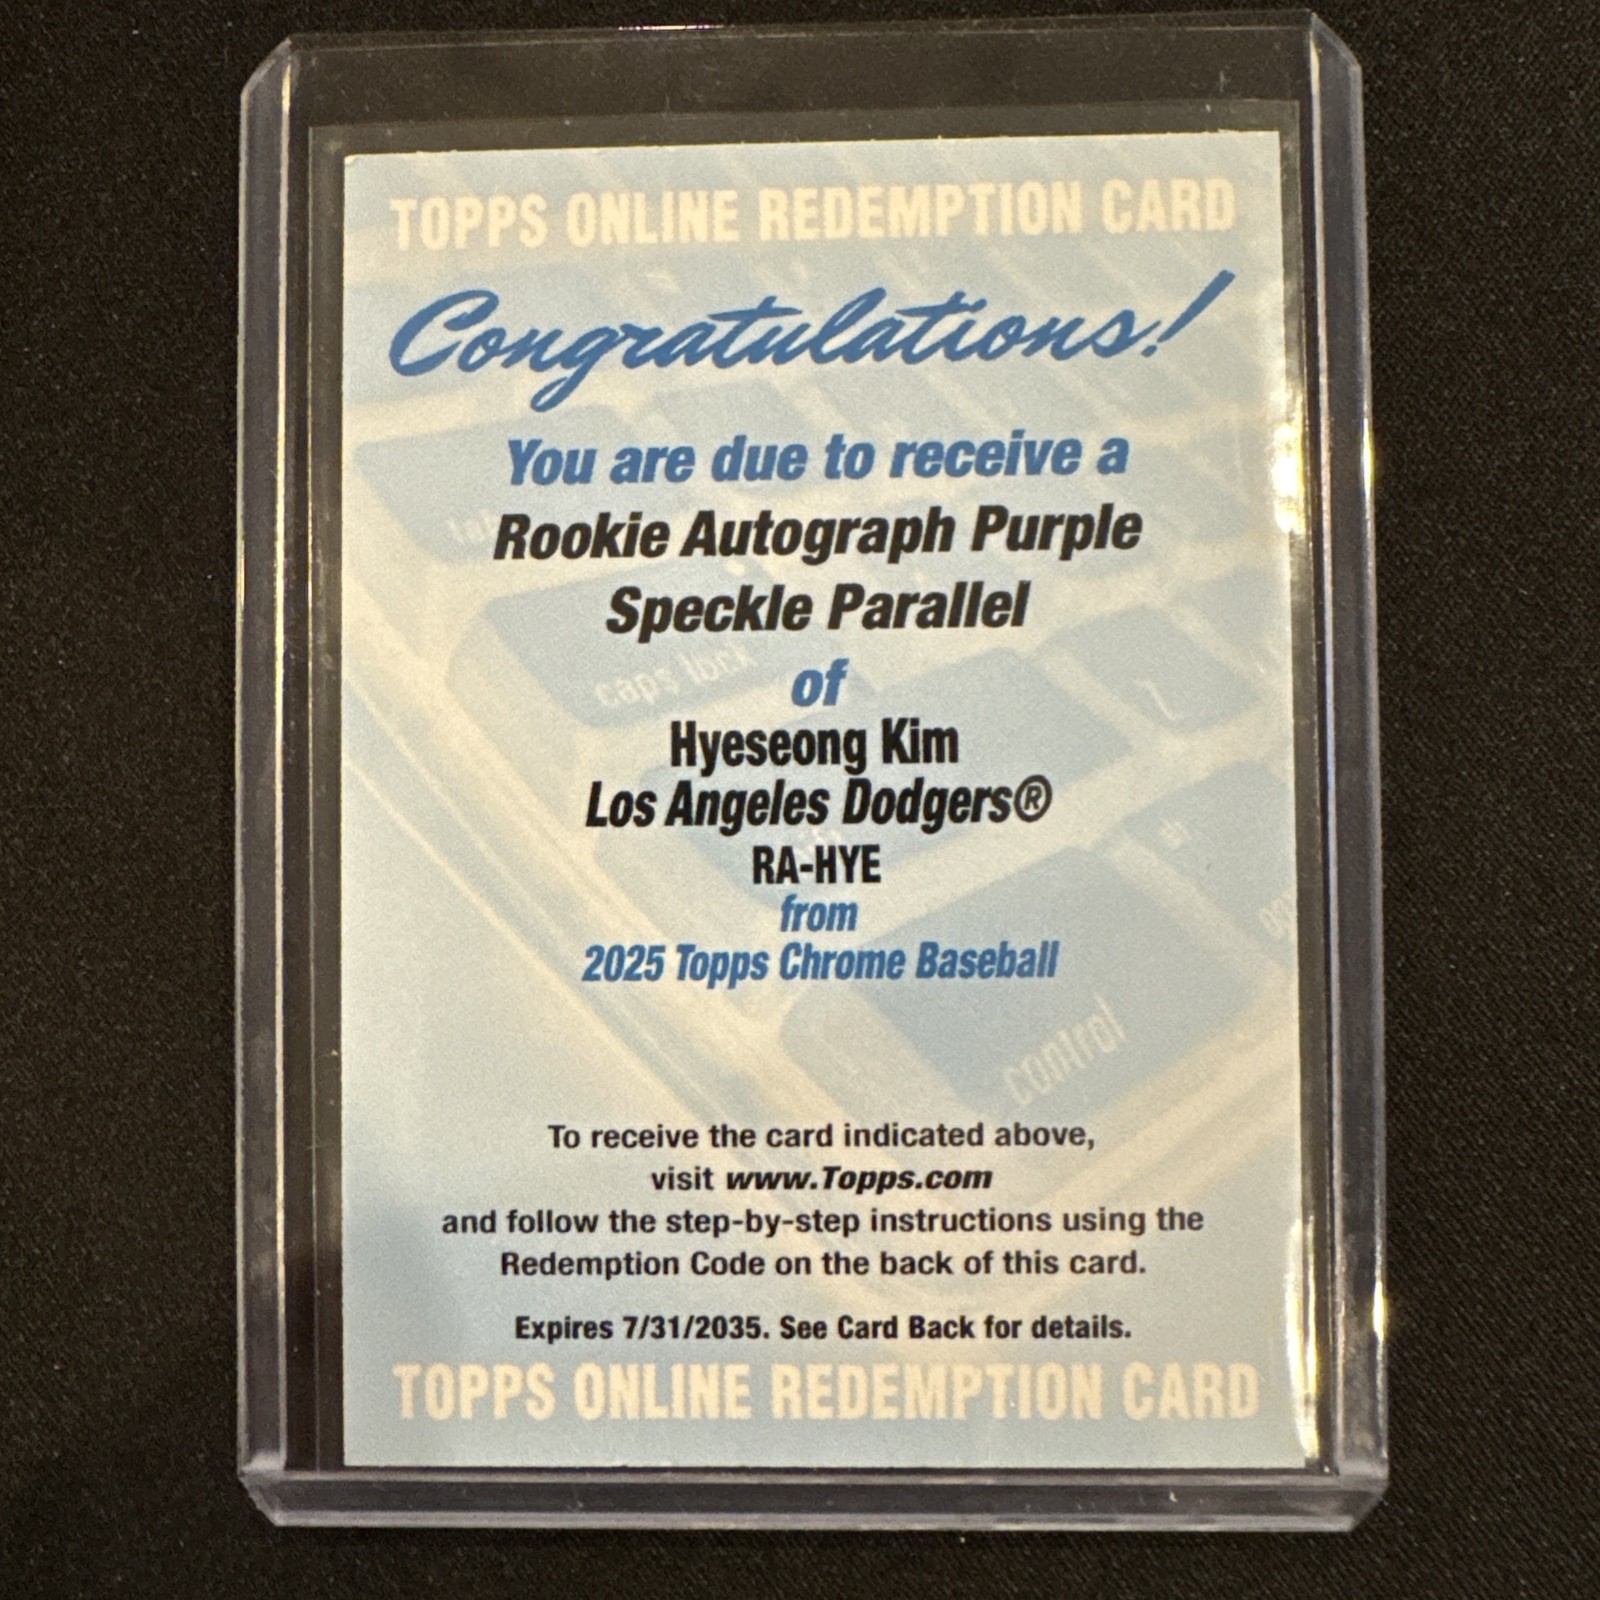 TOPPS ONLINE REDEMPTION CARD
Congratulations!
You are due to receive a
Rookie Autograph Purple
Speckle Parallel
of
Hyeseong Kim
Los Angeles Dodgers®
RA-HYE
from
2025 Topps Chrome Baseball
caps lock
control
To receive the card indicated above,
visit www.Topps.com
and follow the step-by-step instructions using the
Redemption Code on the back of this card.
Expires 7/31/2035. See Card Back for details.
TOPPS ONLINE REDEMPTION CARD